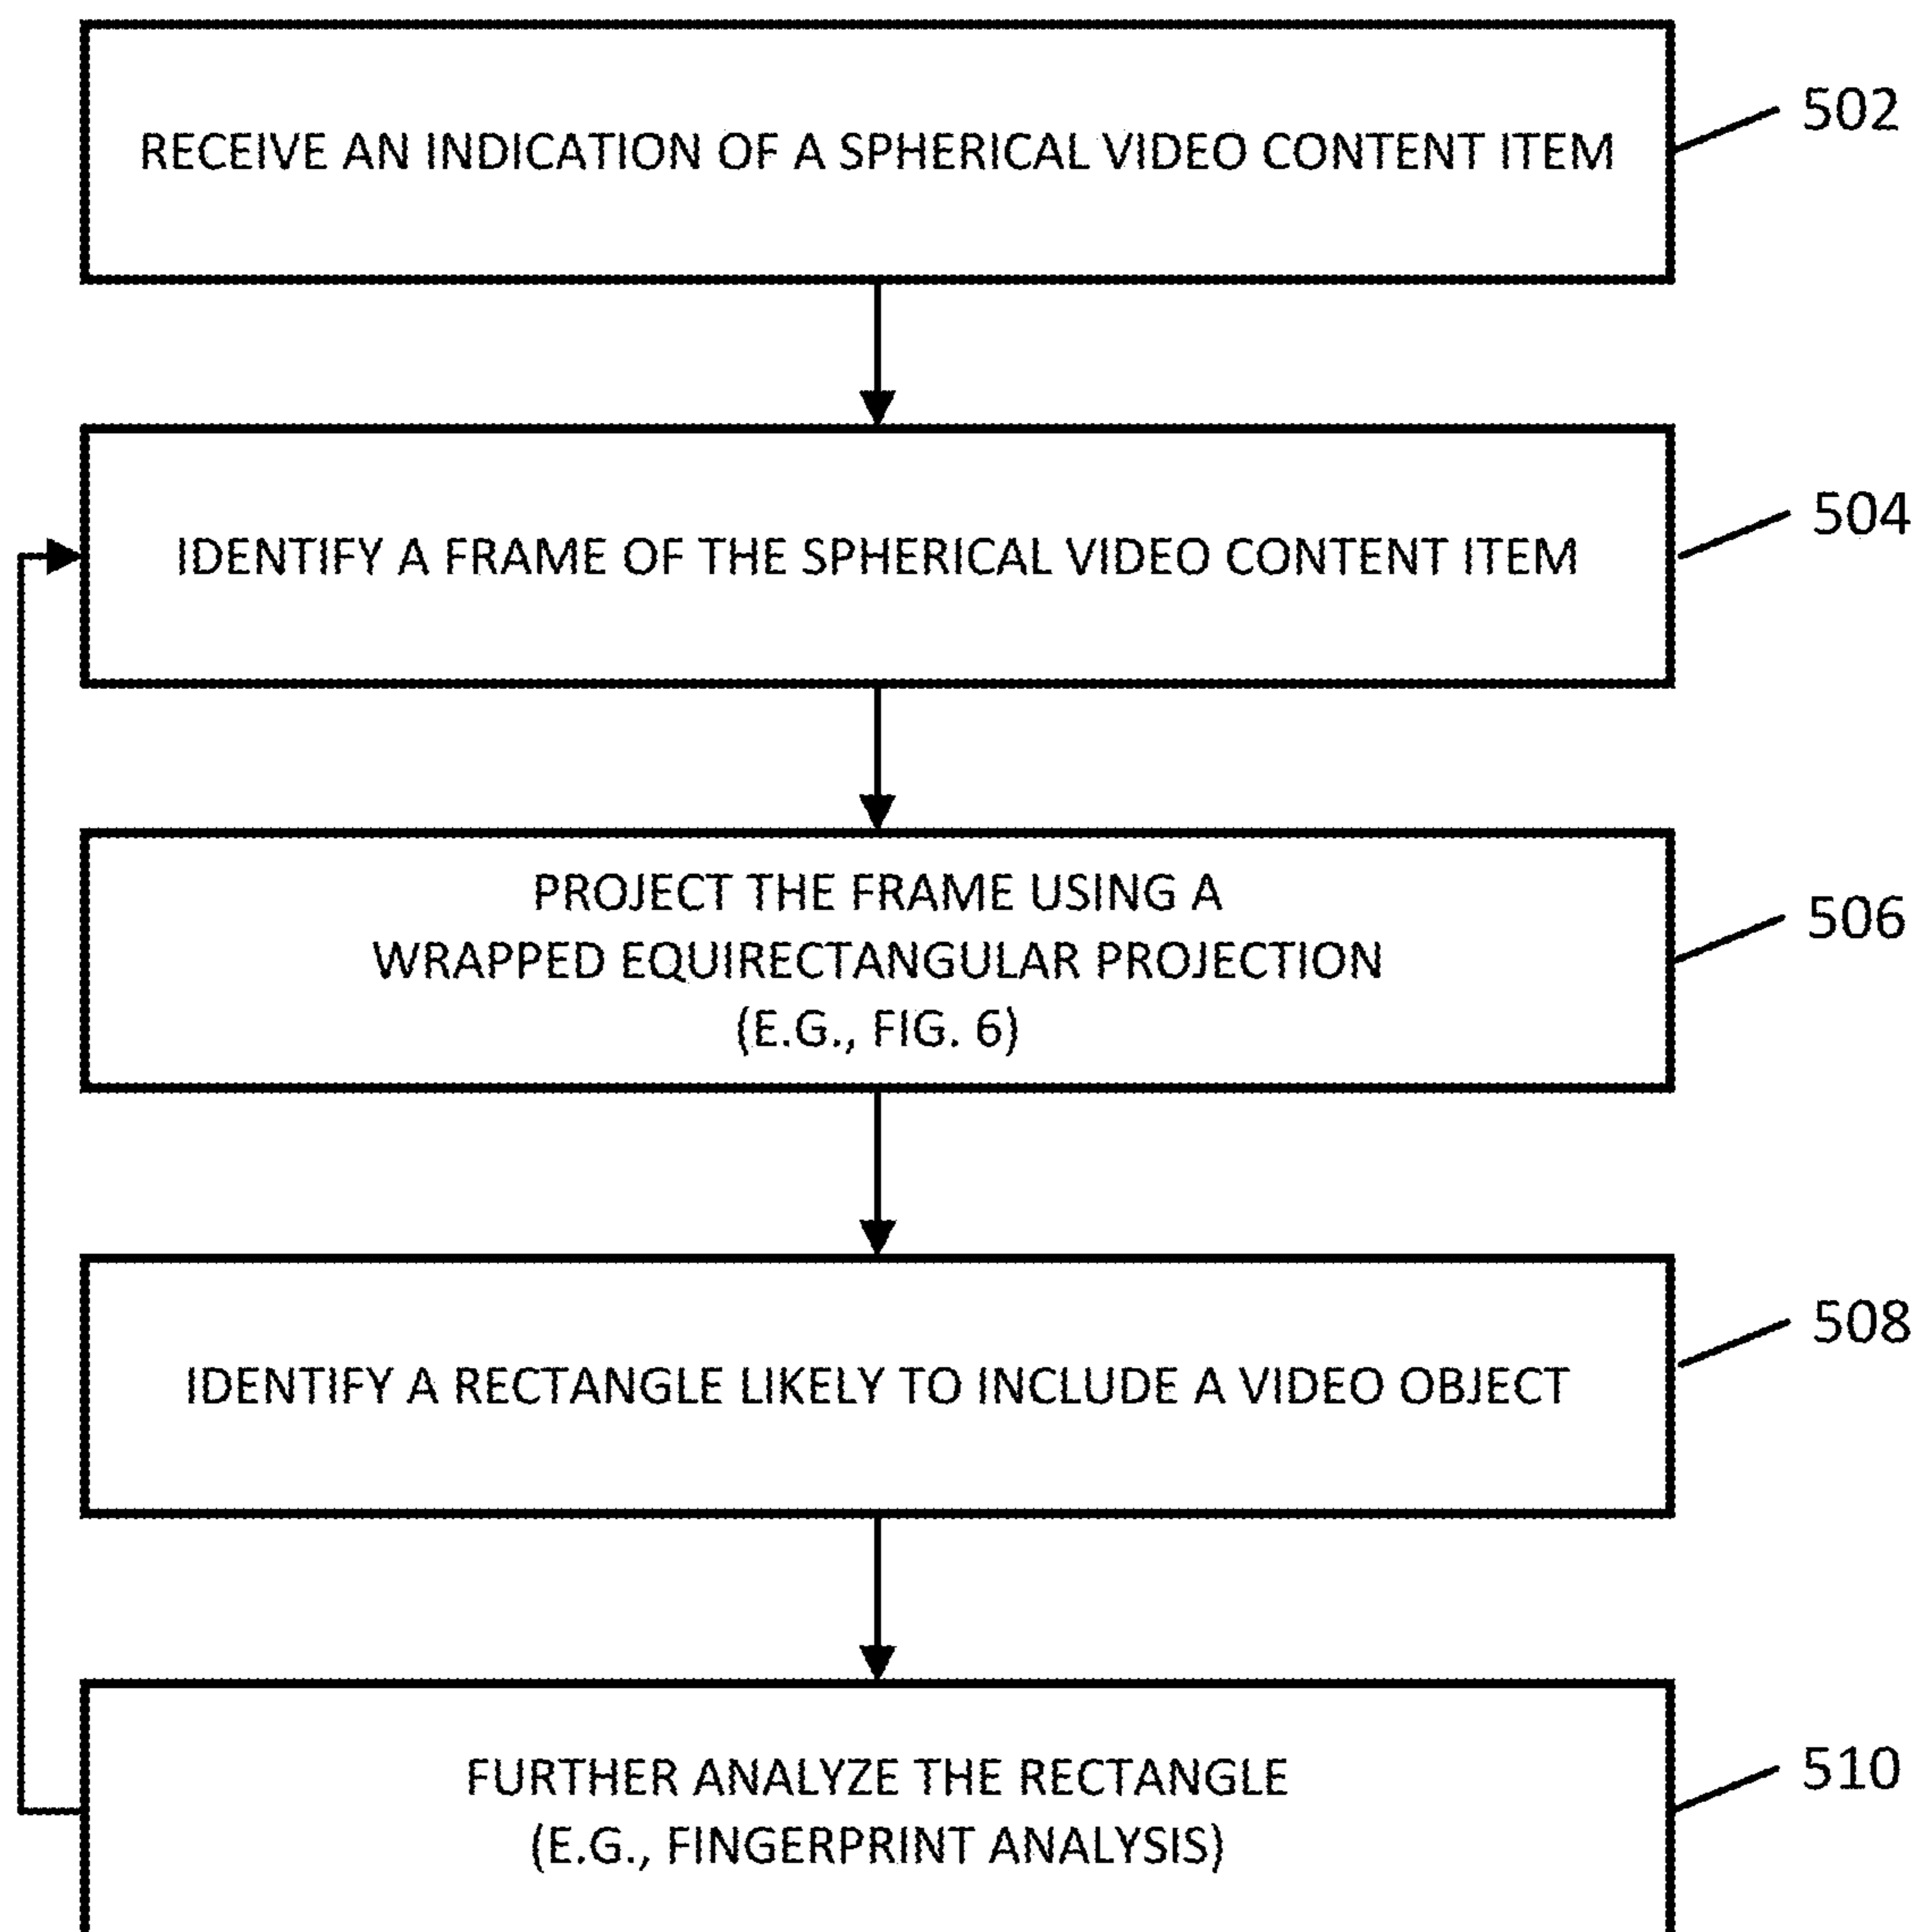 RECEIVE AN INDICATION OF A SPHERICAL VIDEO CONTENT ITEM
502
IDENTIFY A FRAME OF THE SPHERICAL VIDEO CONTENT ITEM
504
PROJECT THE FRAME USING A
WRAPPED EQUIRECTANGULAR PROJECTION
(E.G., FIG. 6)
506
IDENTIFY A RECTANGLE LIKELY TO INCLUDE A VIDEO OBJECT
508
FURTHER ANALYZE THE RECTANGLE
(E.G., FINGERPRINT ANALYSIS)
510